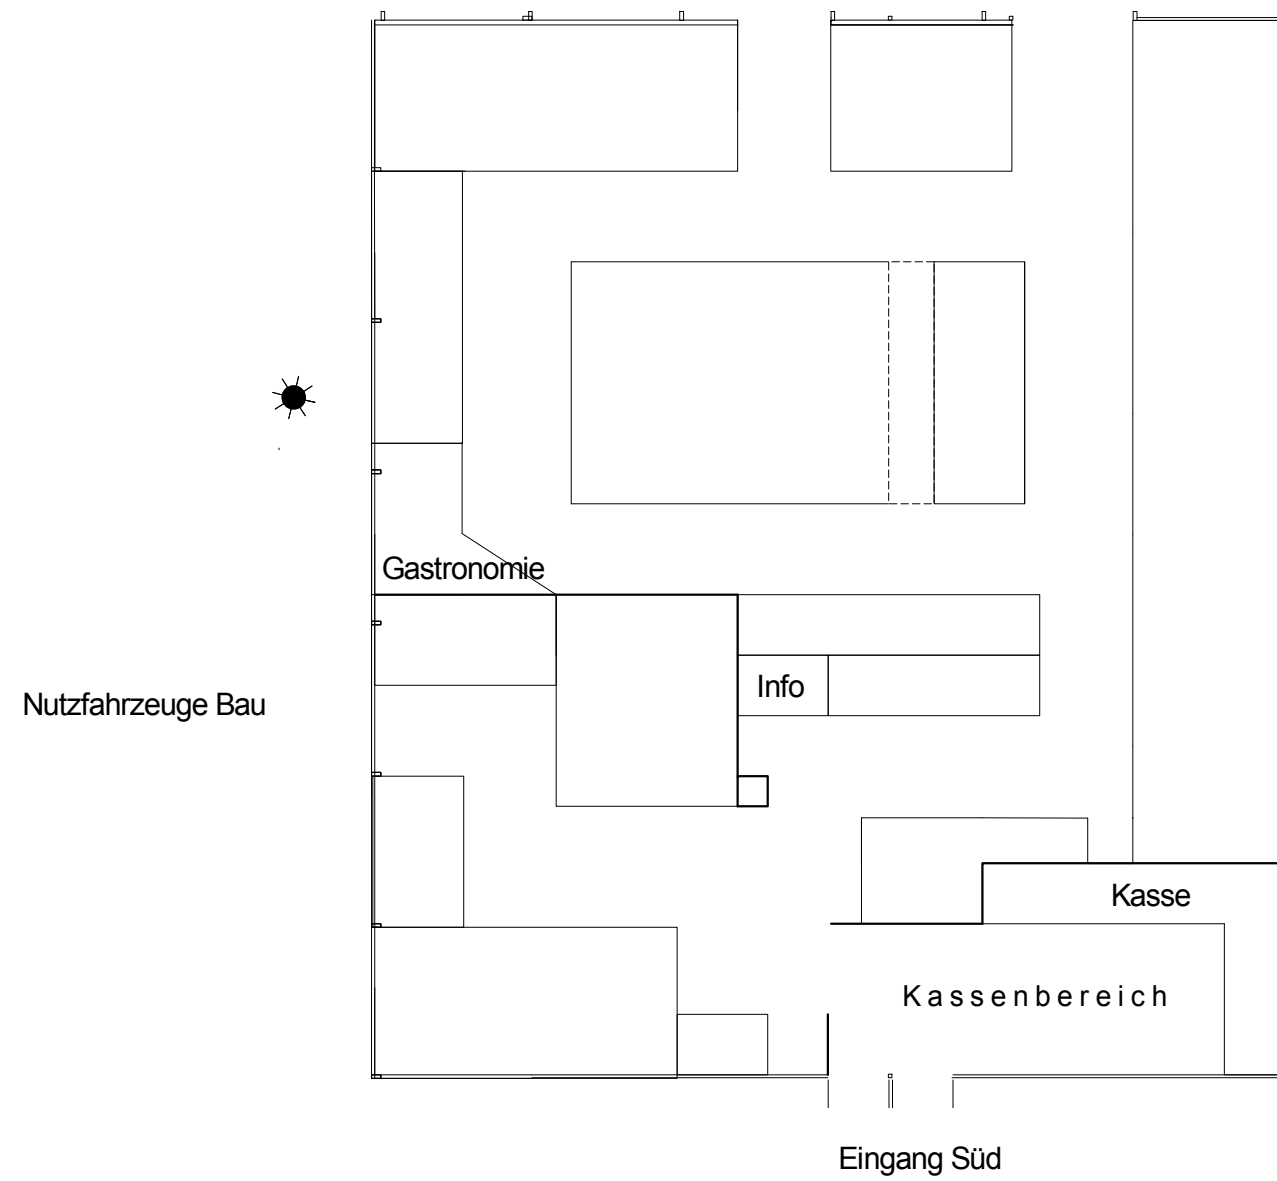 Gastronomie
Info
Nutzfahrzeuge Bau
Kasse
Kassenbereich
Eingang Süd